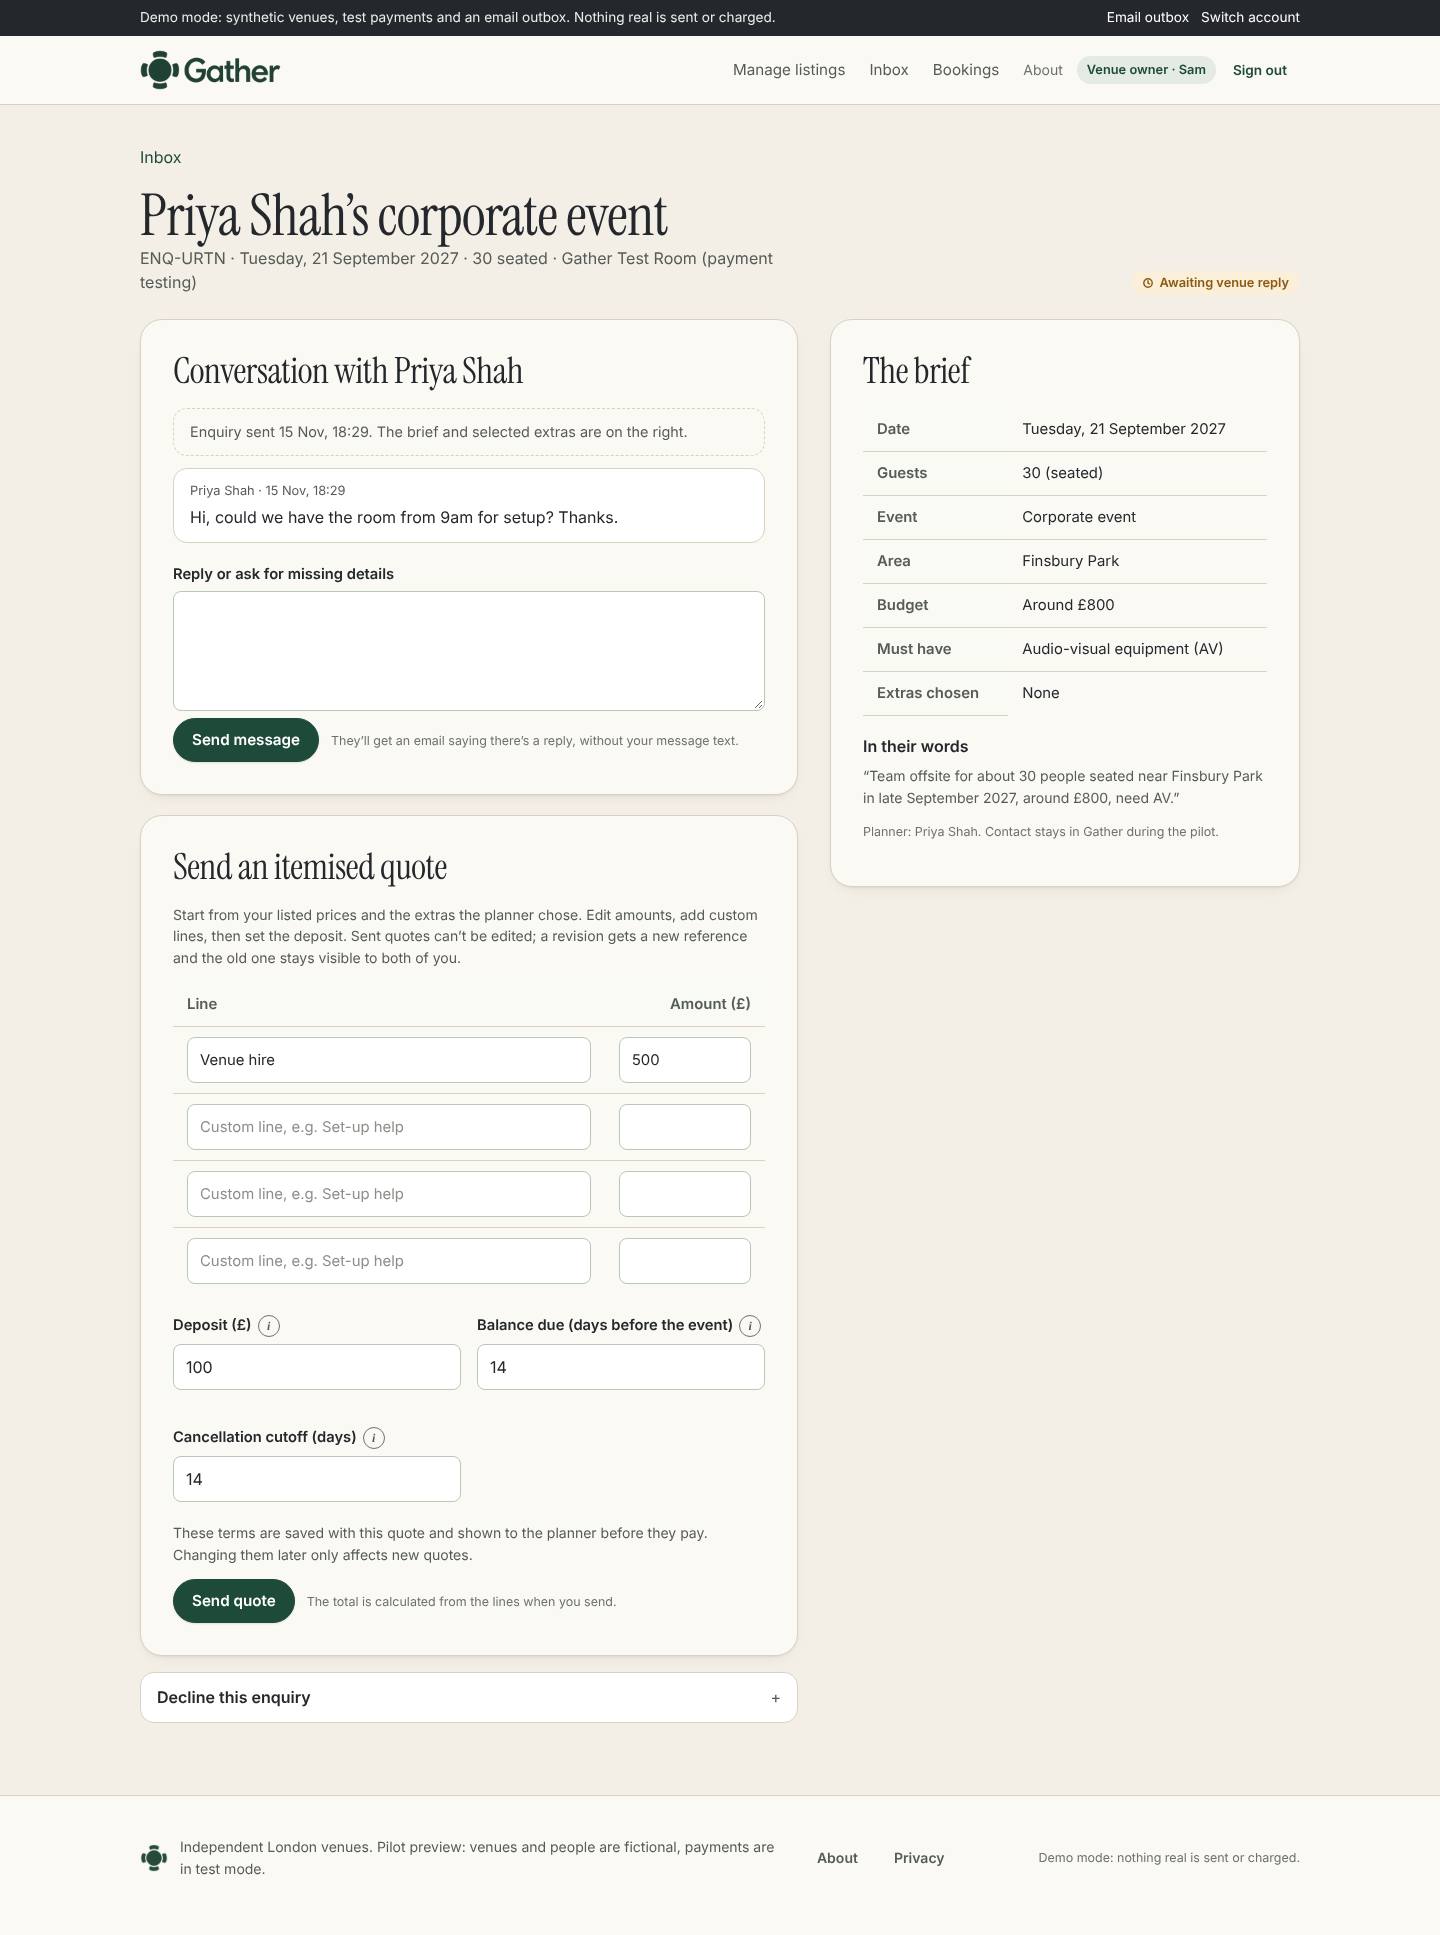 Demo mode: synthetic venues, test payments and an email outbox. Nothing real is sent or charged.
Email outbox Switch account
Gather
Manage listings Inbox Bookings About Venue owner · Sam Sign out
Inbox
Priya Shah’s corporate event
ENQ-URTN · Tuesday, 21 September 2027 · 30 seated · Gather Test Room (payment
testing)
Awaiting venue reply
Conversation with Priya Shah
Enquiry sent 15 Nov, 18:29. The brief and selected extras are on the right.
Priya Shah · 15 Nov, 18:29
Hi, could we have the room from 9am for setup? Thanks.
Reply or ask for missing details
Send message They’ll get an email saying there’s a reply, without your message text.
The brief
Date Tuesday, 21 September 2027
Guests 30 (seated)
Event Corporate event
Area Finsbury Park
Budget Around £800
Must have Audio-visual equipment (AV)
Extras chosen None
In their words
“Team offsite for about 30 people seated near Finsbury Park
in late September 2027, around £800, need AV.”
Planner: Priya Shah. Contact stays in Gather during the pilot.
Send an itemised quote
Start from your listed prices and the extras the planner chose. Edit amounts, add custom
lines, then set the deposit. Sent quotes can’t be edited; a revision gets a new reference
and the old one stays visible to both of you.
Line Amount (£)
Venue hire 500
Custom line, e.g. Set-up help
Custom line, e.g. Set-up help
Custom line, e.g. Set-up help
Deposit (£) i Balance due (days before the event) i
100 14
Cancellation cutoff (days) i
14
These terms are saved with this quote and shown to the planner before they pay.
Changing them later only affects new quotes.
Send quote The total is calculated from the lines when you send.
Decline this enquiry +
Independent London venues. Pilot preview: venues and people are fictional, payments are
in test mode.
About Privacy Demo mode: nothing real is sent or charged.